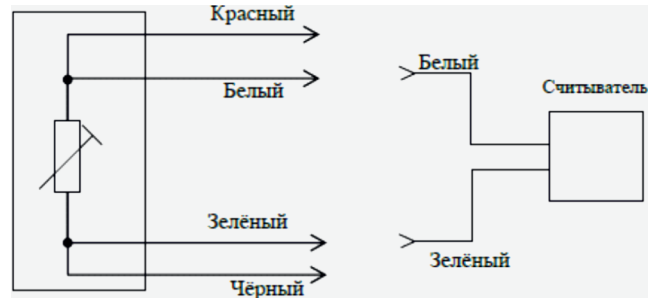 Красный
Белый
Белый
Считыватель
Зелёный
Зелёный
Чёрный